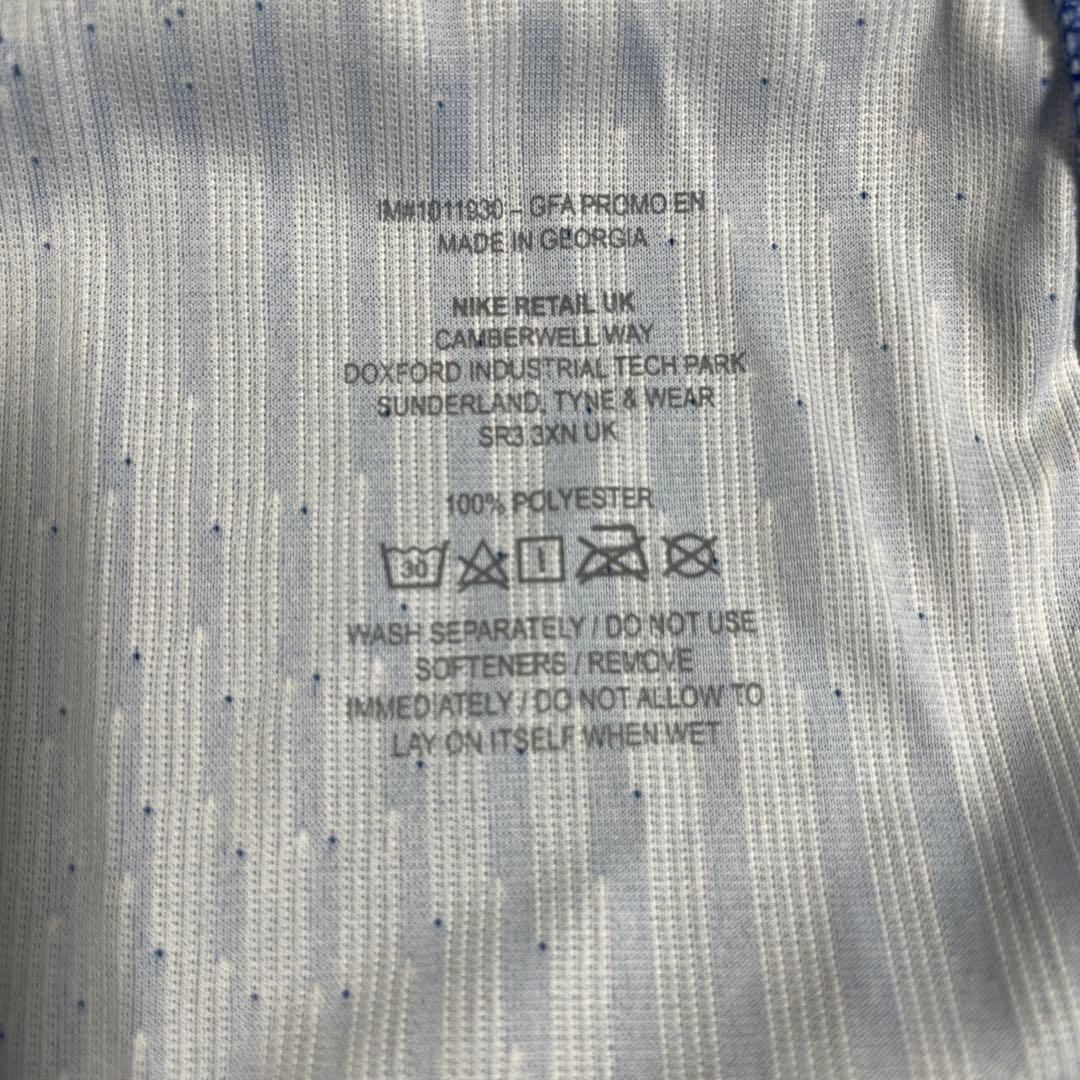 IM#1011930 – GFA PROMO EN
MADE IN GEORGIA
NIKE RETAIL UK
CAMBERWELL WAY
DOXFORD INDUSTRIAL TECH PARK
SUNDERLAND, TYNE & WEAR
SR3 3XN UK
100% POLYESTER
30
WASH SEPARATELY / DO NOT USE
SOFTENERS / REMOVE
IMMEDIATELY / DO NOT ALLOW TO
LAY ON ITSELF WHEN WET